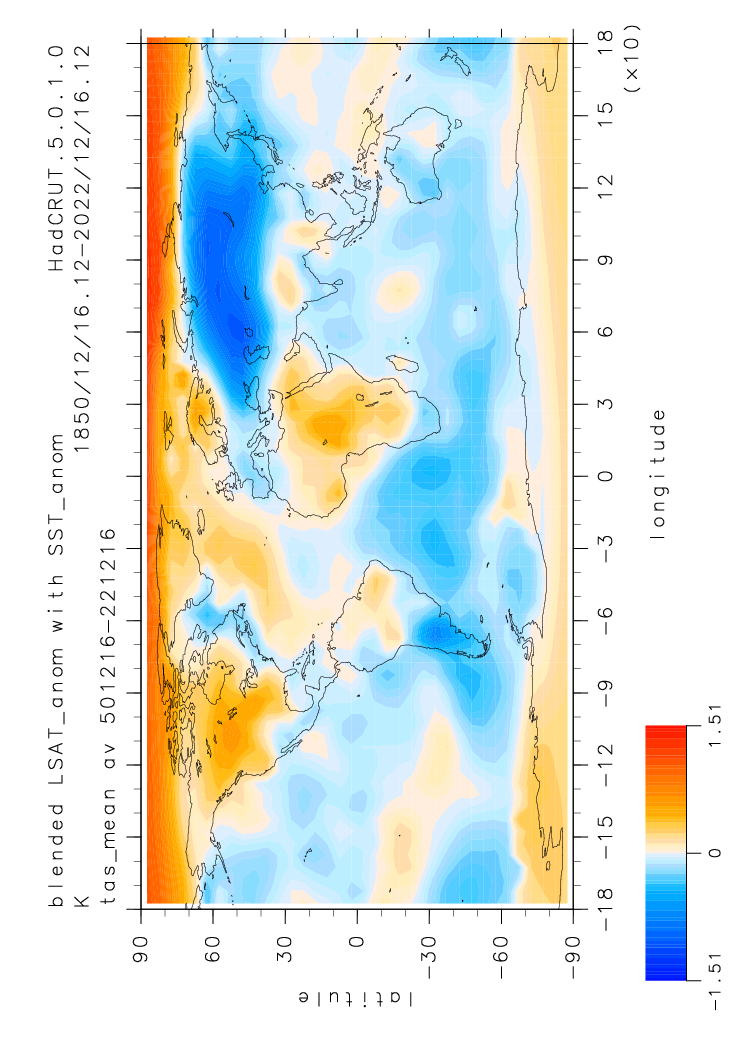 blended LSAT_anom with SST_anom HadCRUT.5.0.1.0
K 1850/12/16.12-2022/12/16.12
tas_mean av 501216-221216
latitude
90
60
30
0
-30
-60
-90
-18 -15 -12 -9 -6 -3 0 3 6 9 12 15 18
(x10)
longitude
-1.51 0 1.51